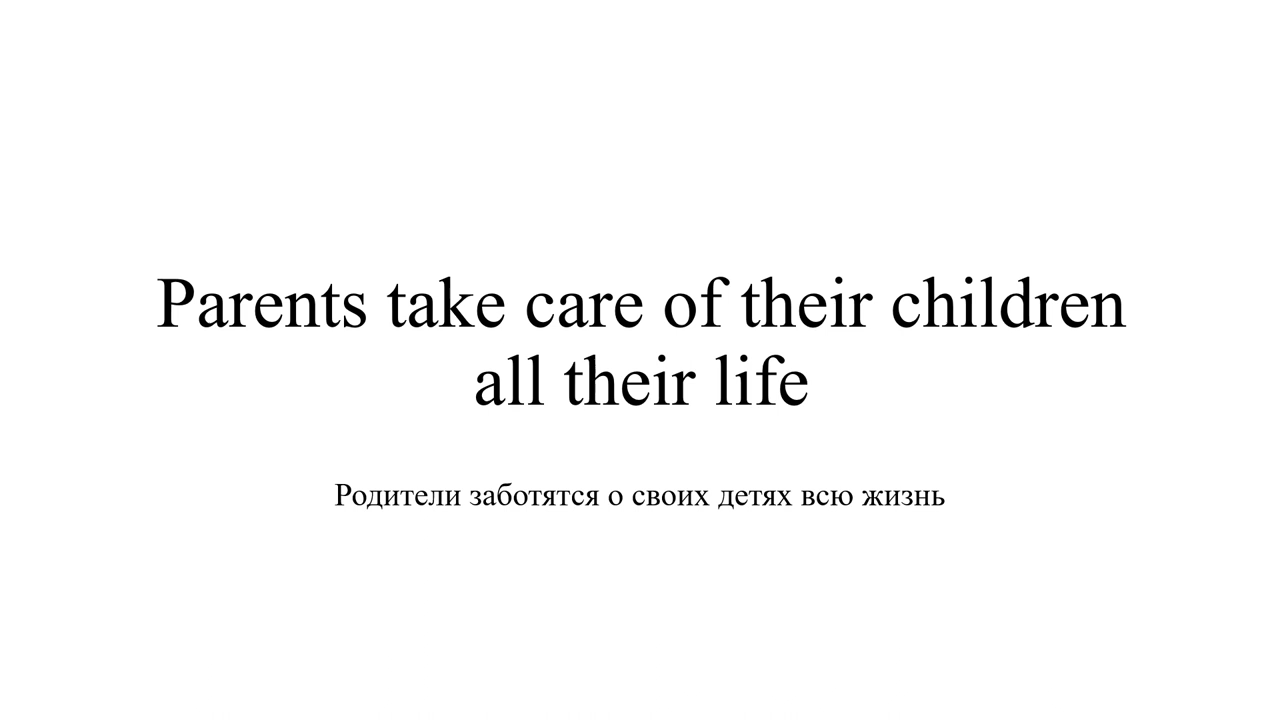 Parents take care of their children
all their life
Родители заботятся о своих детях всю жизнь